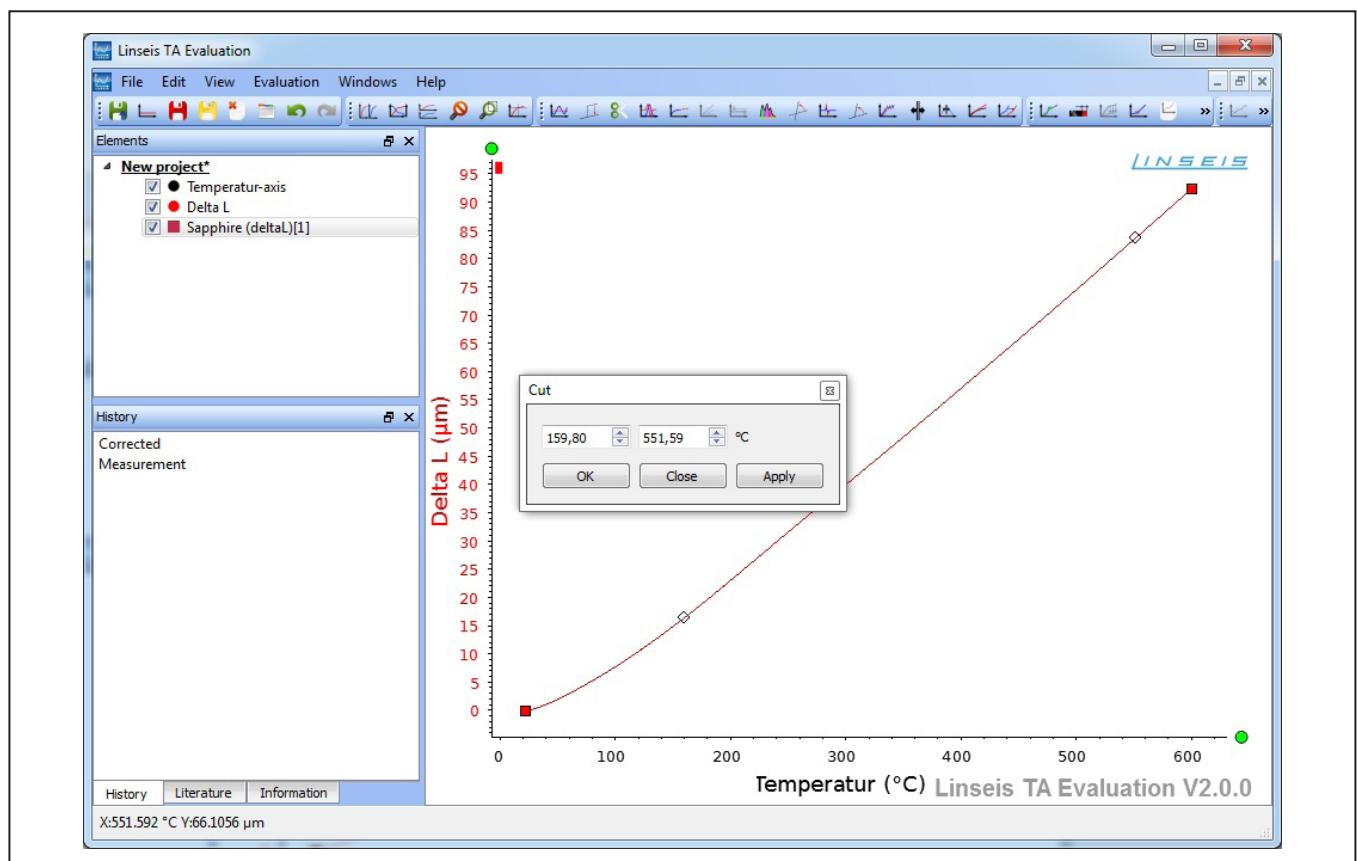 Linseis TA Evaluation
File Edit View Evaluation Windows Help
Elements
New project*
Temperatur-axis
Delta L
Sapphire (deltaL)[1]
History
Corrected
Measurement
History Literature Information
X:551.592 °C Y:66.1056 µm
LINSEIS
95
90
85
80
75
70
65
60
55
50
45
40
35
30
25
20
15
10
5
0
Delta L (µm)
Cut
159,80 551,59 °C
OK Close Apply
0 100 200 300 400 500 600
Temperatur (°C)
Linseis TA Evaluation V2.0.0